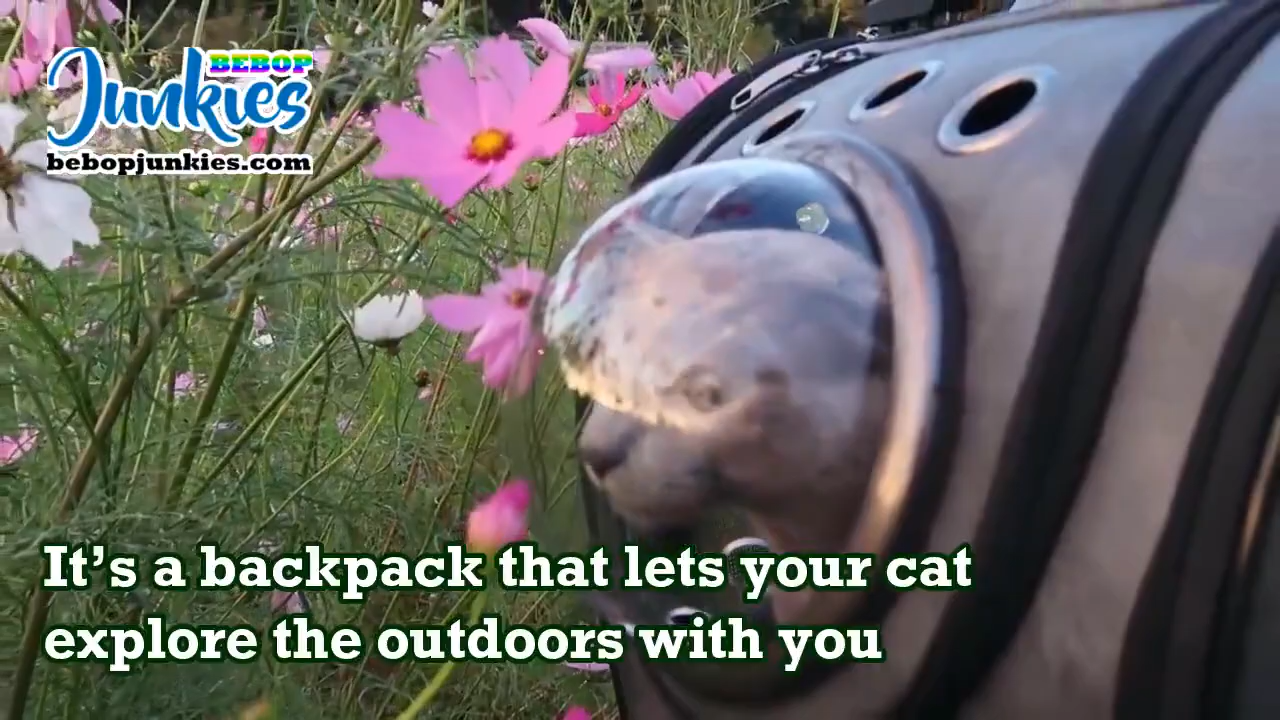 BEBOP
Junkies
bebopjunkies.com
It's a backpack that lets your cat
explore the outdoors with you